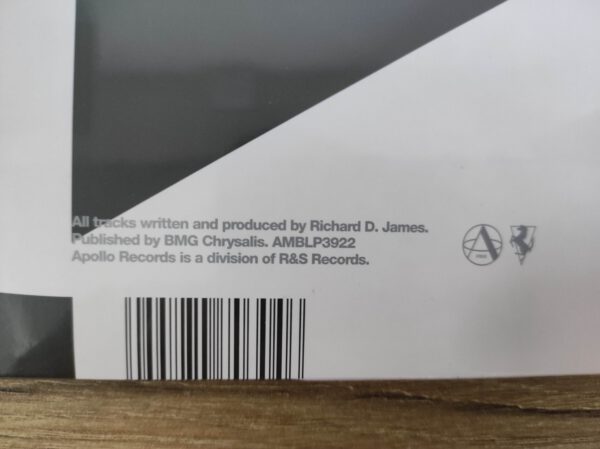 All tracks written and produced by Richard D. James.
Published by BMG Chrysalis. AMBLP3922
Apollo Records is a division of R&S Records.